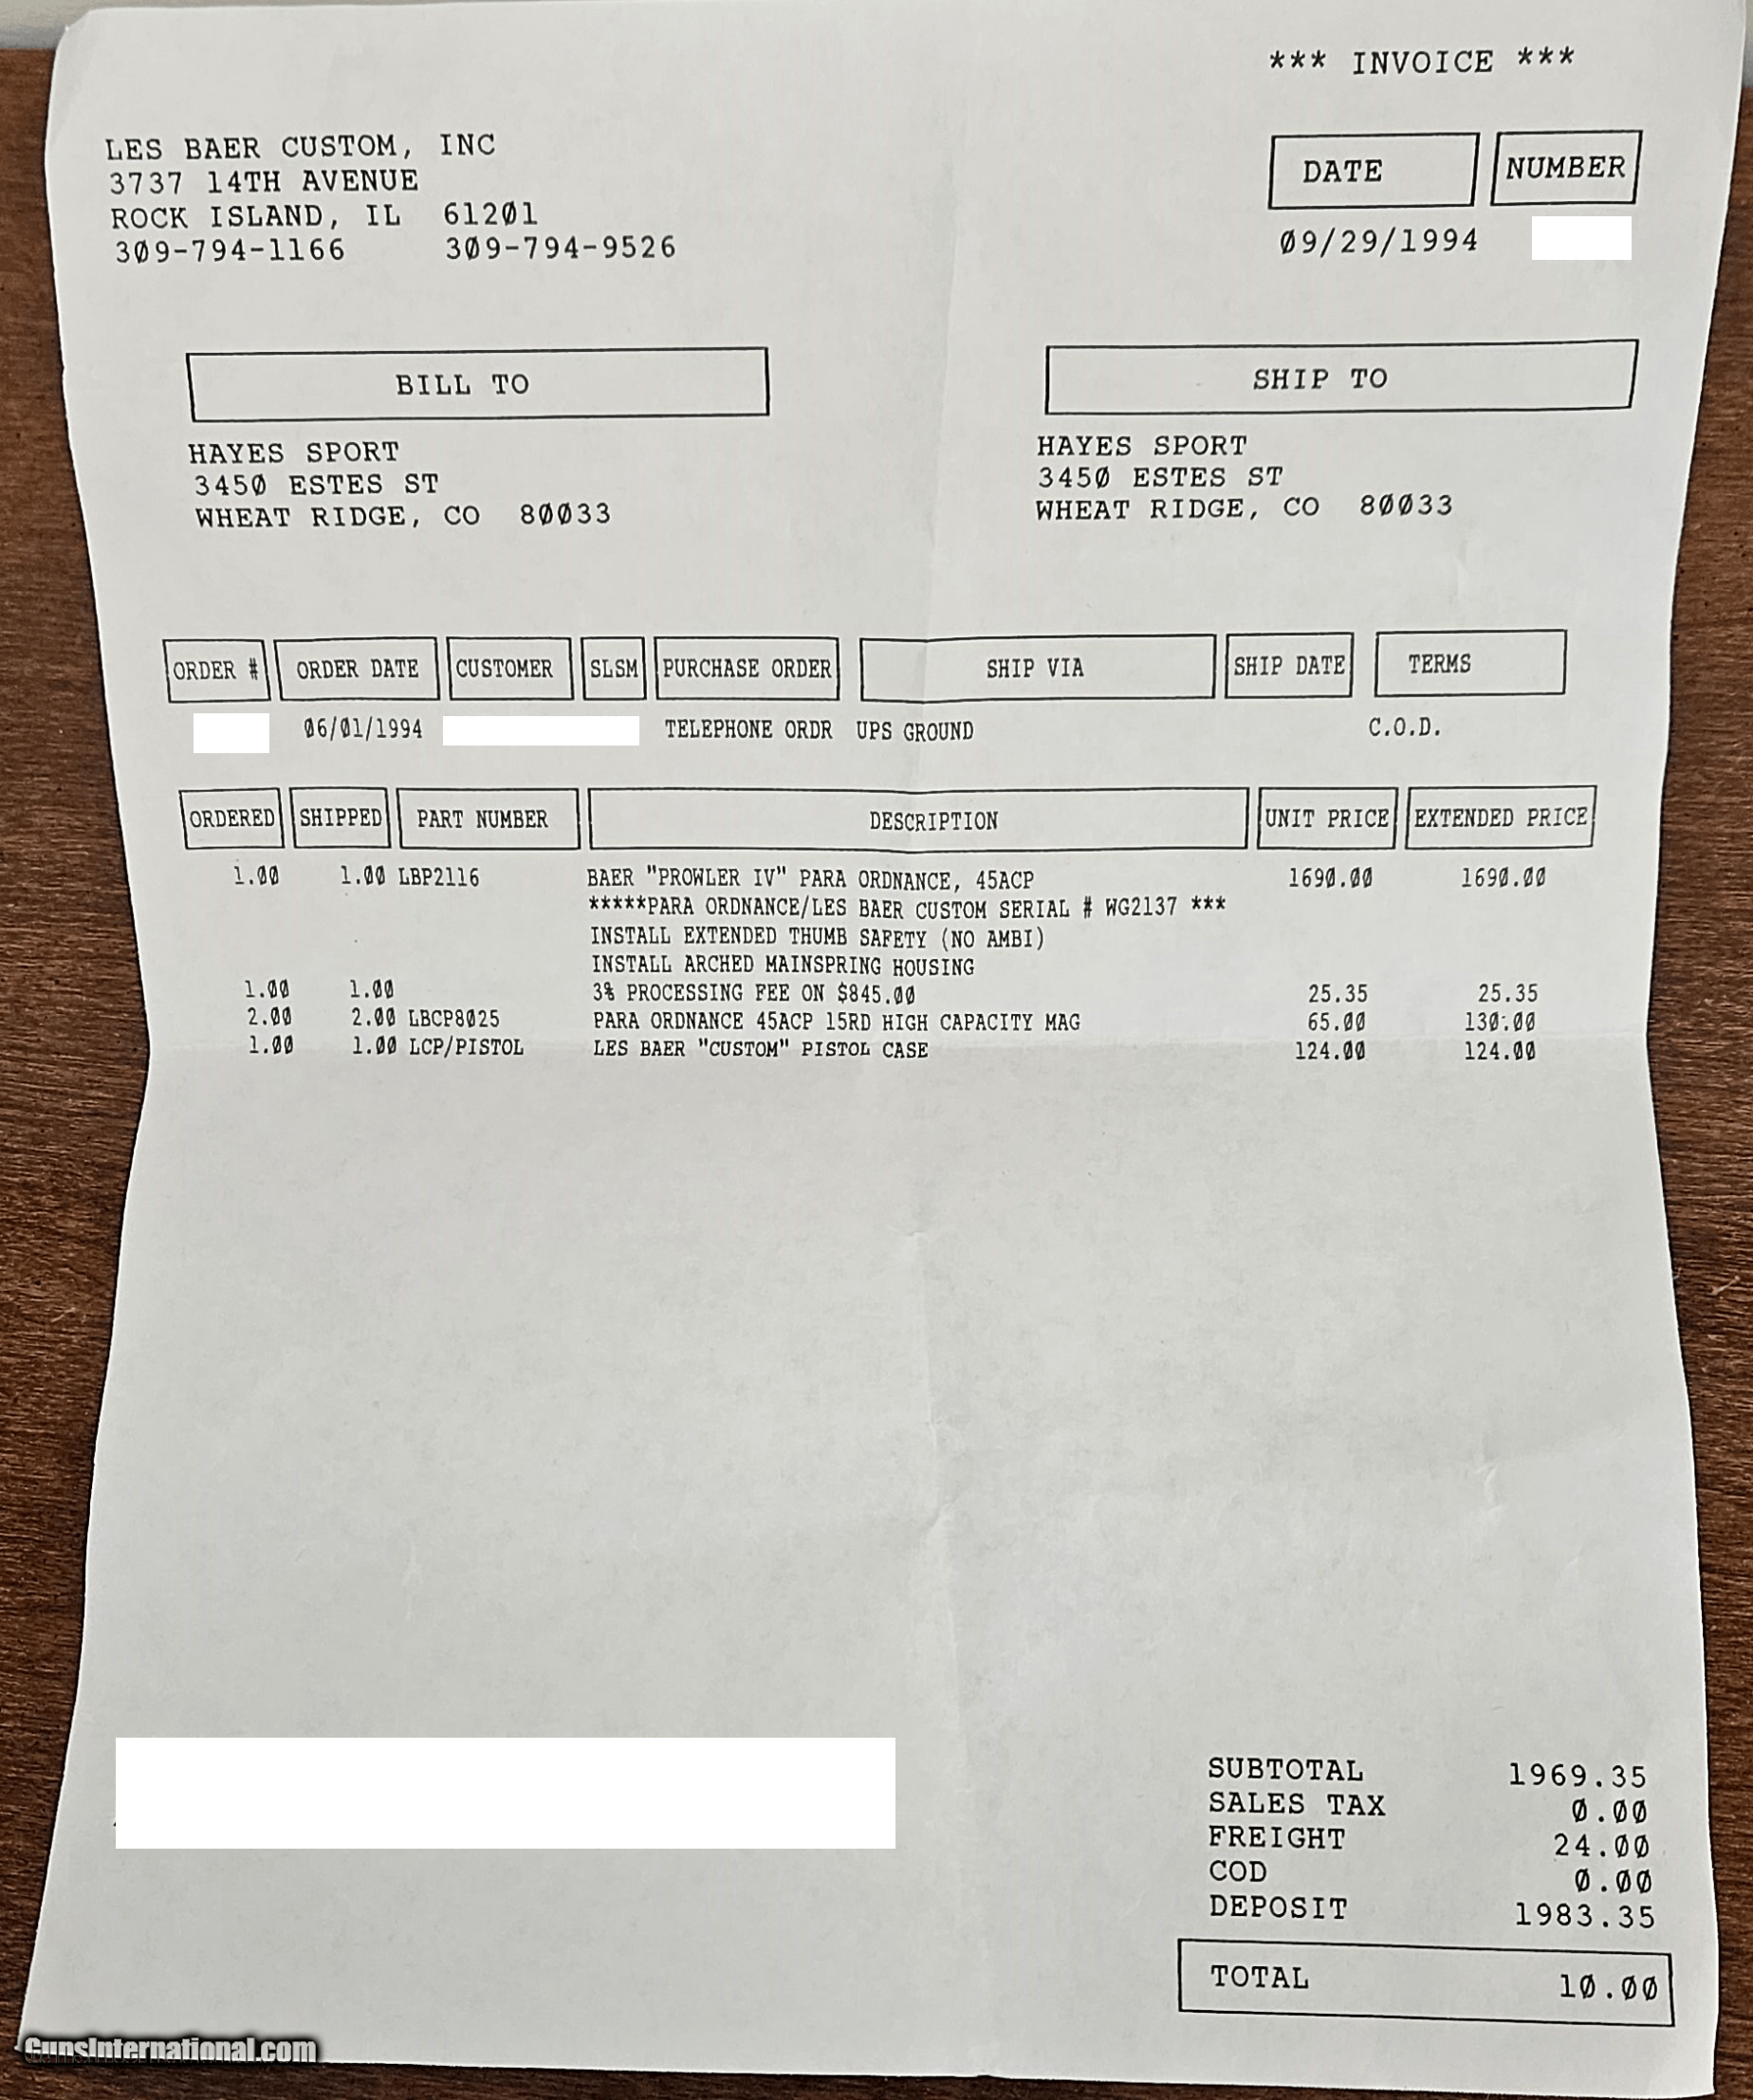 *** INVOICE ***
LES BAER CUSTOM, INC
3737 14TH AVENUE
ROCK ISLAND, IL 61201
309-794-1166 309-794-9526
DATE NUMBER
09/29/1994
BILL TO
HAYES SPORT
3450 ESTES ST
WHEAT RIDGE, CO 80033
SHIP TO
HAYES SPORT
3450 ESTES ST
WHEAT RIDGE, CO 80033
ORDER # ORDER DATE CUSTOMER SLSM PURCHASE ORDER SHIP VIA SHIP DATE TERMS
06/01/1994 TELEPHONE ORDR UPS GROUND C.O.D.
ORDERED SHIPPED PART NUMBER DESCRIPTION UNIT PRICE EXTENDED PRICE
1.00 1.00 LBP2116 BAER "PROWLER IV" PARA ORDNANCE, 45ACP 1690.00 1690.00
*****PARA ORDNANCE/LES BAER CUSTOM SERIAL # WG2137 ***
INSTALL EXTENDED THUMB SAFETY (NO AMBI)
INSTALL ARCHED MAINSPRING HOUSING
1.00 1.00 3% PROCESSING FEE ON $845.00 25.35 25.35
2.00 2.00 LBCP8025 PARA ORDNANCE 45ACP 15RD HIGH CAPACITY MAG 65.00 130.00
1.00 1.00 LCP/PISTOL LES BAER "CUSTOM" PISTOL CASE 124.00 124.00
SUBTOTAL 1969.35
SALES TAX 0.00
FREIGHT 24.00
COD 0.00
DEPOSIT 1983.35
TOTAL 10.00
GunsInternational.com